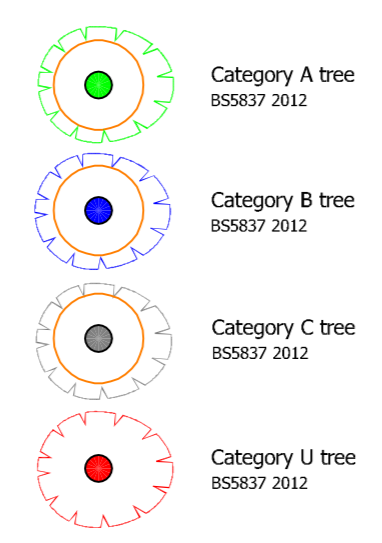 Category A tree
BS5837 2012
Category B tree
BS5837 2012
Category C tree
BS5837 2012
Category U tree
BS5837 2012